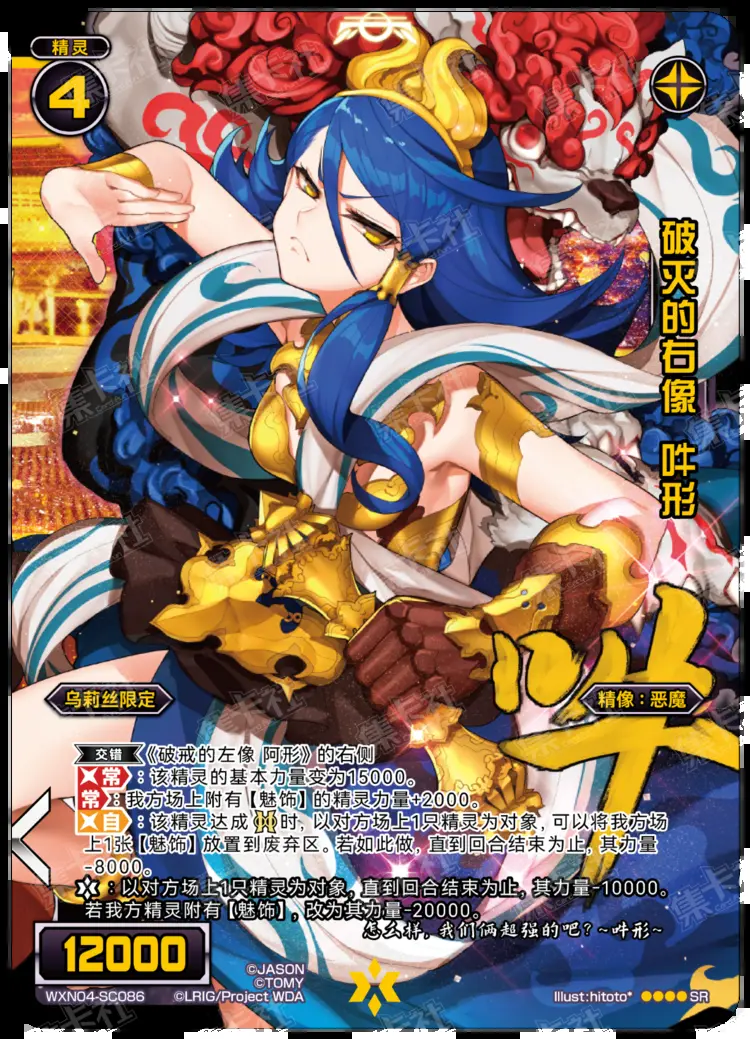 精灵
4
破灭的右像 吽形
吽
乌莉丝限定
精像：恶魔
交错《破戒的左像 阿形》的右侧
常：该精灵的基本力量变为15000。
常：我方场上附有【魅饰】的精灵力量+2000。
自：该精灵达成 时，以对方场上1只精灵为对象，可以将我方场
上1张【魅饰】放置到废弃区。若如此做，直到回合结束为止，其力量
-8000。
：以对方场上1只精灵为对象，直到回合结束为止，其力量-10000。
若我方精灵附有【魅饰】，改为其力量-20000。
怎么样，我们俩超强的吧？~吽形~
12000
©JASON
©TOMY
WXN04-SC086 ©LRIG/Project WDA
Illust:hitoto* SR
集卡社